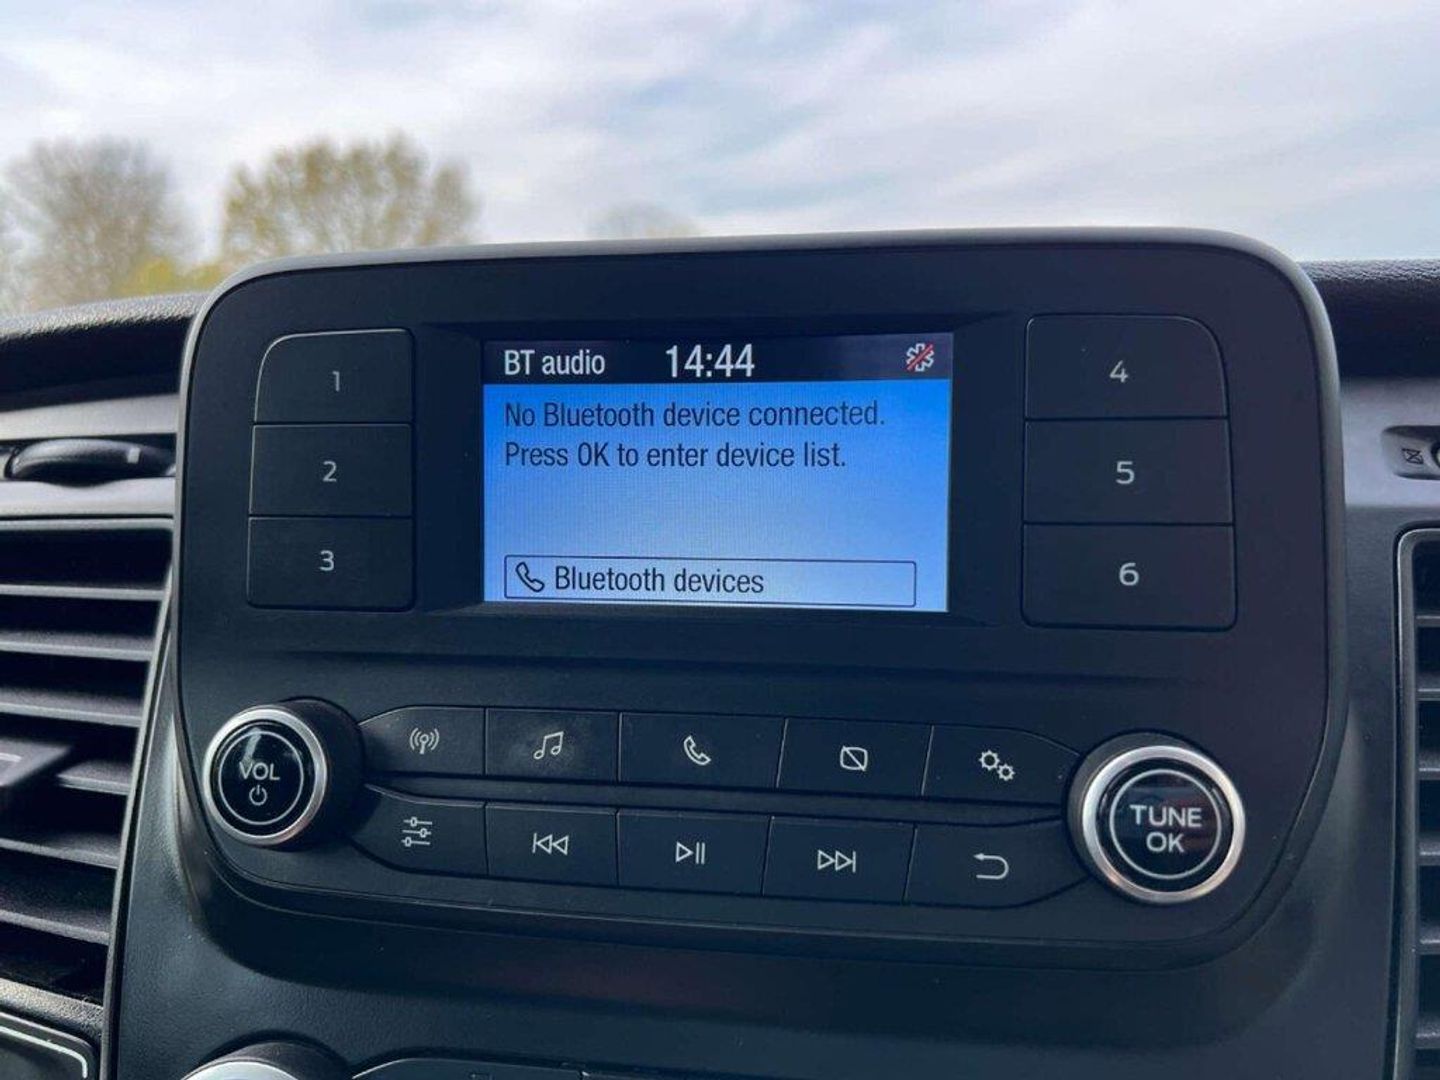 BT audio 14:44
No Bluetooth device connected.
Press OK to enter device list.
Bluetooth devices
1
2
3
4
5
6
VOL
TUNE
OK